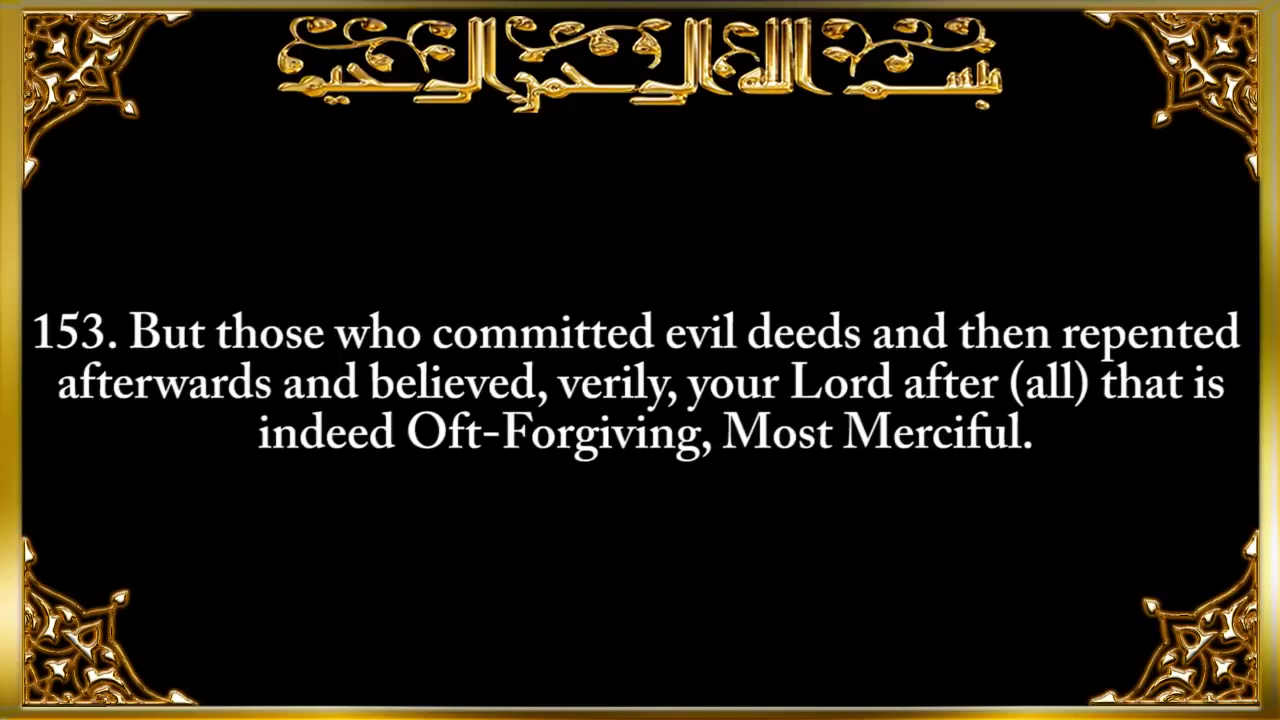 بسم الله الرحمن الرحيم
153. But those who committed evil deeds and then repented
afterwards and believed, verily, your Lord after (all) that is
indeed Oft-Forgiving, Most Merciful.